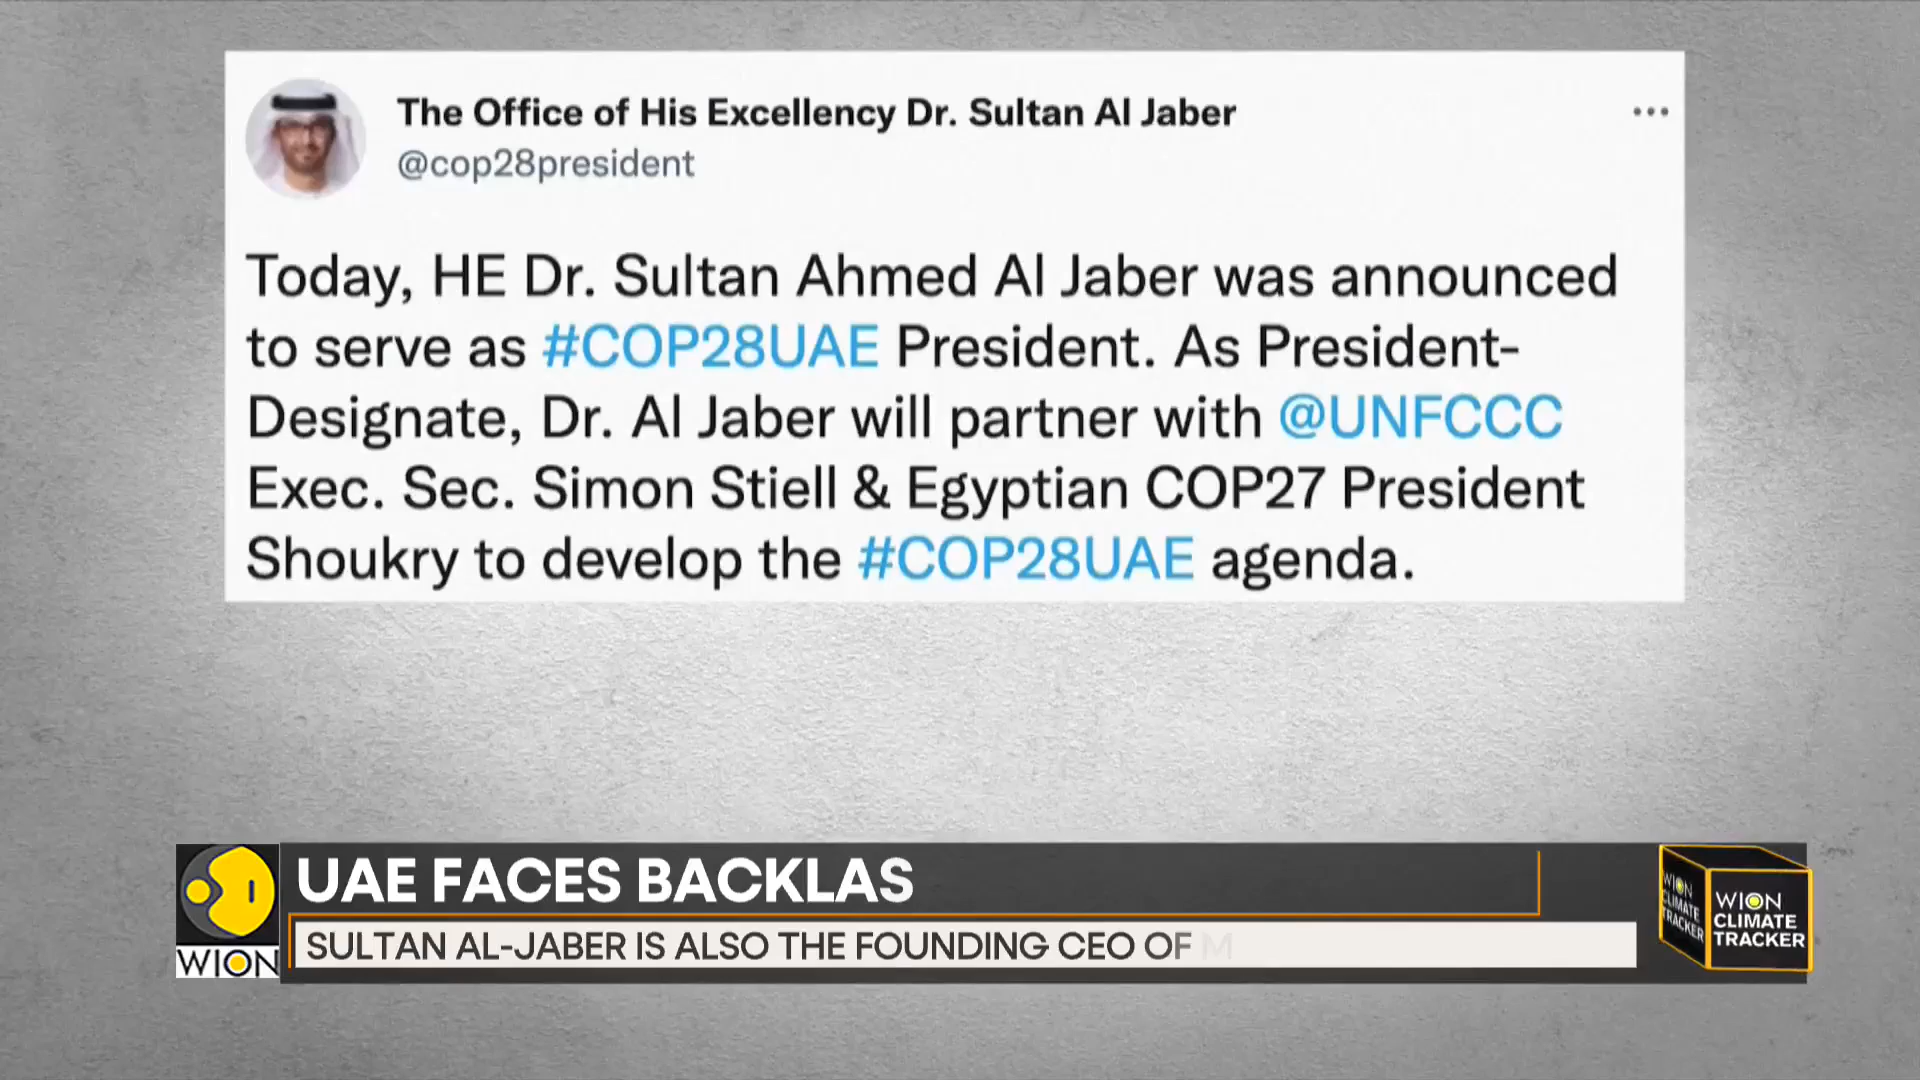 The Office of His Excellency Dr. Sultan Al Jaber
@cop28president
Today, HE Dr. Sultan Ahmed Al Jaber was announced
to serve as #COP28UAE President. As President-
Designate, Dr. Al Jaber will partner with @UNFCCC
Exec. Sec. Simon Stiell & Egyptian COP27 President
Shoukry to develop the #COP28UAE agenda.
UAE FACES BACKLAS
SULTAN AL-JABER IS ALSO THE FOUNDING CEO OF M
WION
WION
CLIMATE
TRACKER
WION
CLIMATE
TRACKER